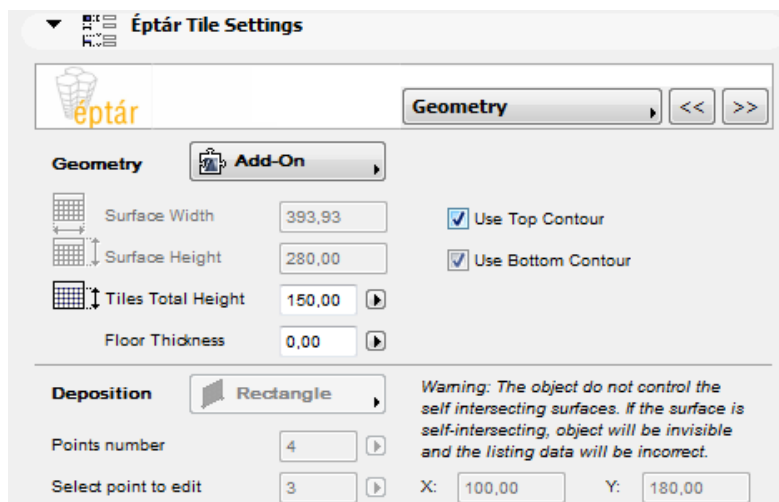 Éptár Tile Settings
éptár
Geometry << >>
Geometry Add-On
Surface Width 393,93 Use Top Contour
Surface Height 280,00 Use Bottom Contour
Tiles Total Height 150,00
Floor Thickness 0,00
Deposition Rectangle
Warning: The object do not control the
self intersecting surfaces. If the surface is
self-intersecting, object will be invisible
and the listing data will be incorrect.
Points number 4
Select point to edit 3 X: 100,00 Y: 180,00